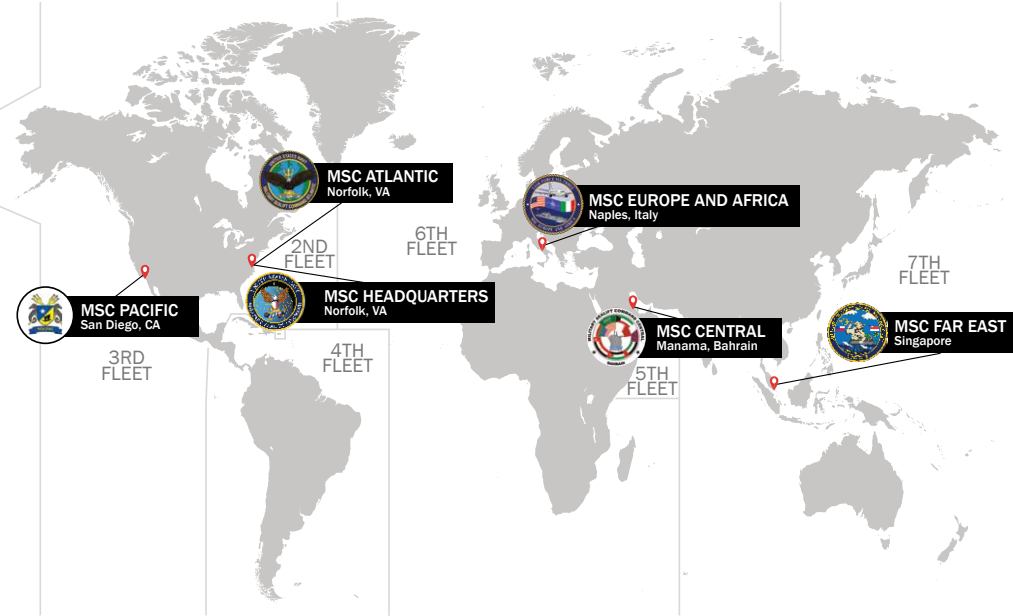 MSC ATLANTIC
Norfolk, VA
MSC EUROPE AND AFRICA
Naples, Italy
2ND
FLEET
6TH
FLEET
7TH
FLEET
MSC HEADQUARTERS
Norfolk, VA
MSC PACIFIC
San Diego, CA
MSC CENTRAL
Manama, Bahrain
MSC FAR EAST
Singapore
3RD
FLEET
4TH
FLEET
5TH
FLEET